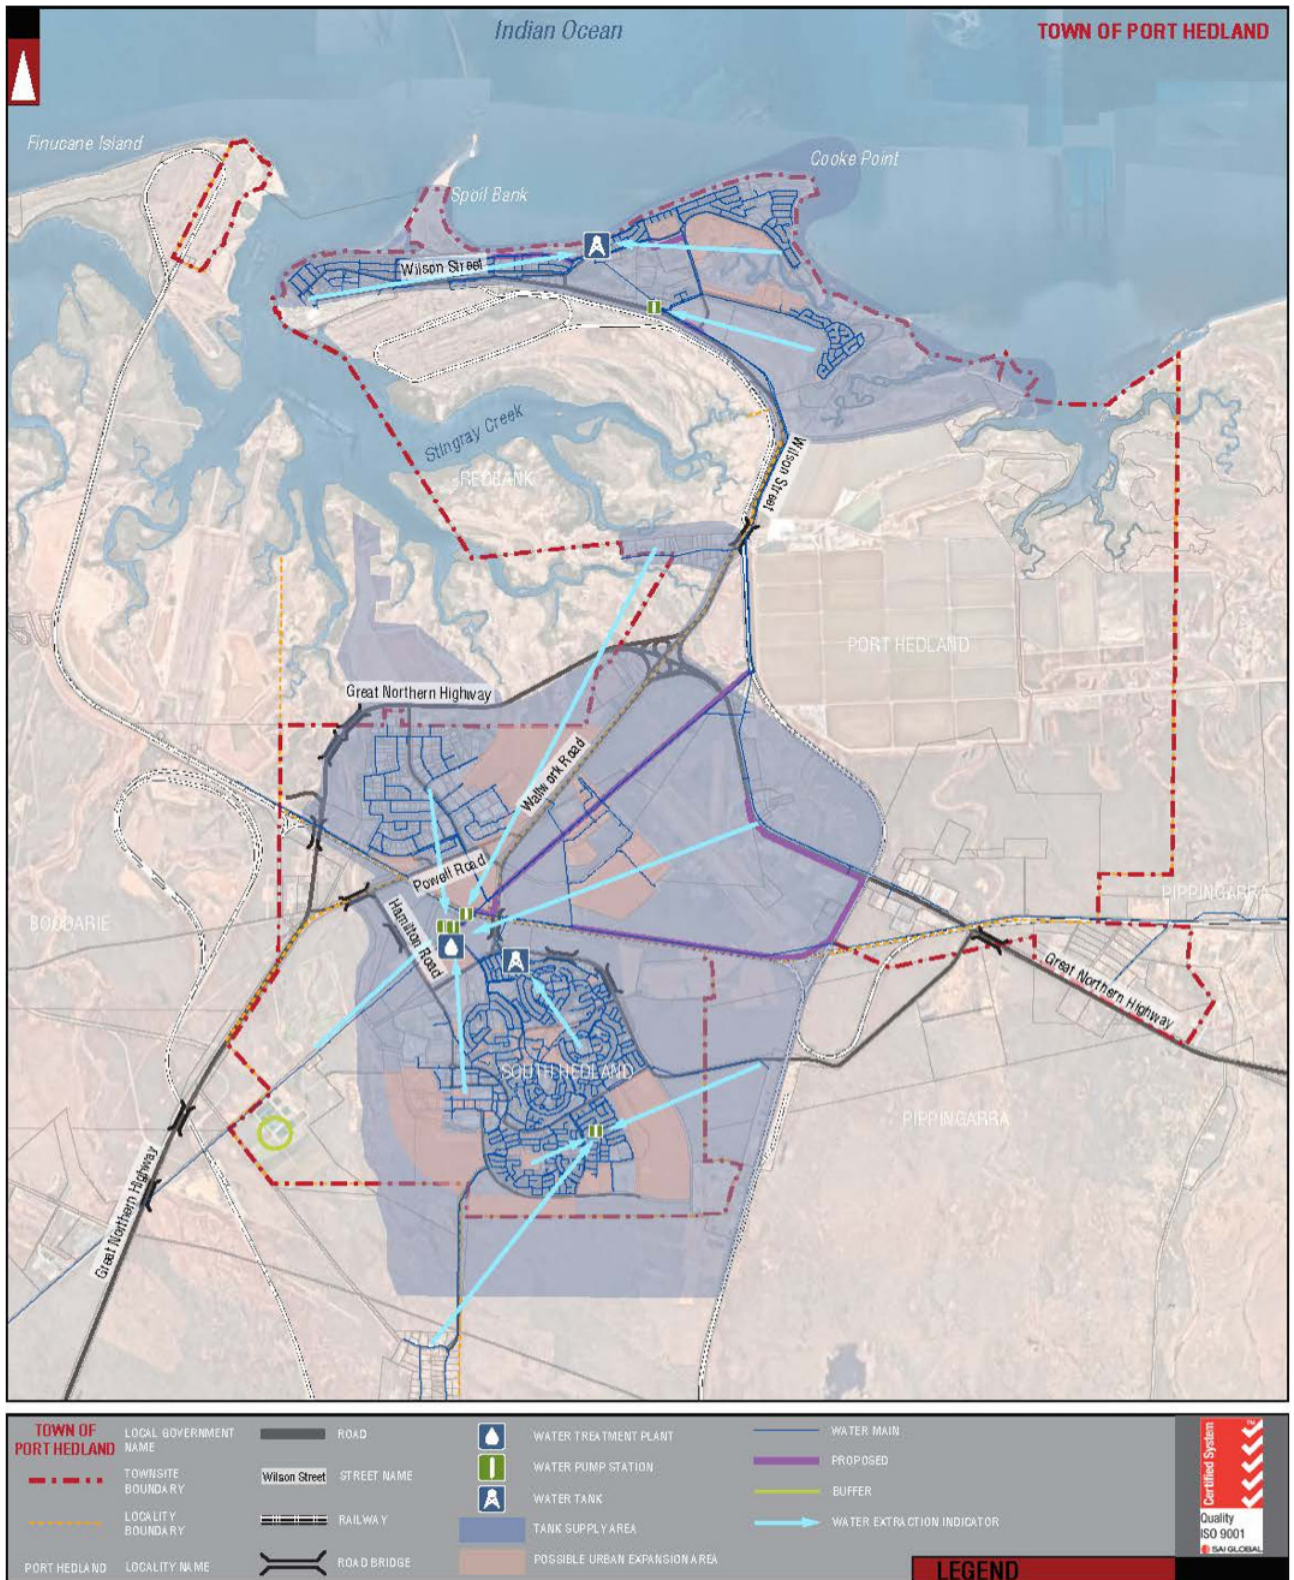 Indian Ocean
TOWN OF PORT HEDLAND
Finucane Island
Cooke Point
Spoil Bank
Wilson Street
Stingray Creek
REDBANK
Wilson Street
PORT HEDLAND
Great Northern Highway
Wallwork Road
Powell Road
PIPPINGARRA
BOODARIE
Hamilton Road
Great Northern Highway
SOUTH HEDLAND
PIPPINGARRA
Great Northern Highway
TOWN OF
PORT HEDLAND
LOCAL GOVERNMENT
NAME
TOWNSITE
BOUNDARY
LOCALITY
BOUNDARY
PORT HEDLAND
LOCALITY NAME
ROAD
Wilson Street
STREET NAME
RAILWAY
ROAD BRIDGE
WATER TREATMENT PLANT
WATER PUMP STATION
WATER TANK
TANK SUPPLY AREA
POSSIBLE URBAN EXPANSION AREA
WATER MAIN
PROPOSED
BUFFER
WATER EXTRACTION INDICATOR
LEGEND
Certified System
TM
Quality
ISO 9001
SAI GLOBAL